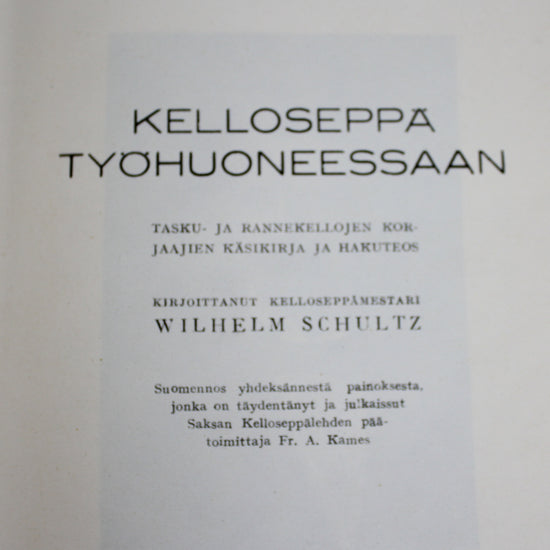 KELLOSEPPÄ
TYÖHUONEESSAAN
TASKU- JA RANNEKELLOJEN KOR-
JAAJIEN KÄSIKIRJA JA HAKUTEOS
KIRJOITTANUT KELLOSEPPÄMESTARI
WILHELM SCHULTZ
Suomennos yhdeksännestä painoksesta,
jonka on täydentänyt ja julkaissut
Saksan Kelloseppälehden pää-
toimittaja Fr. A. Kames